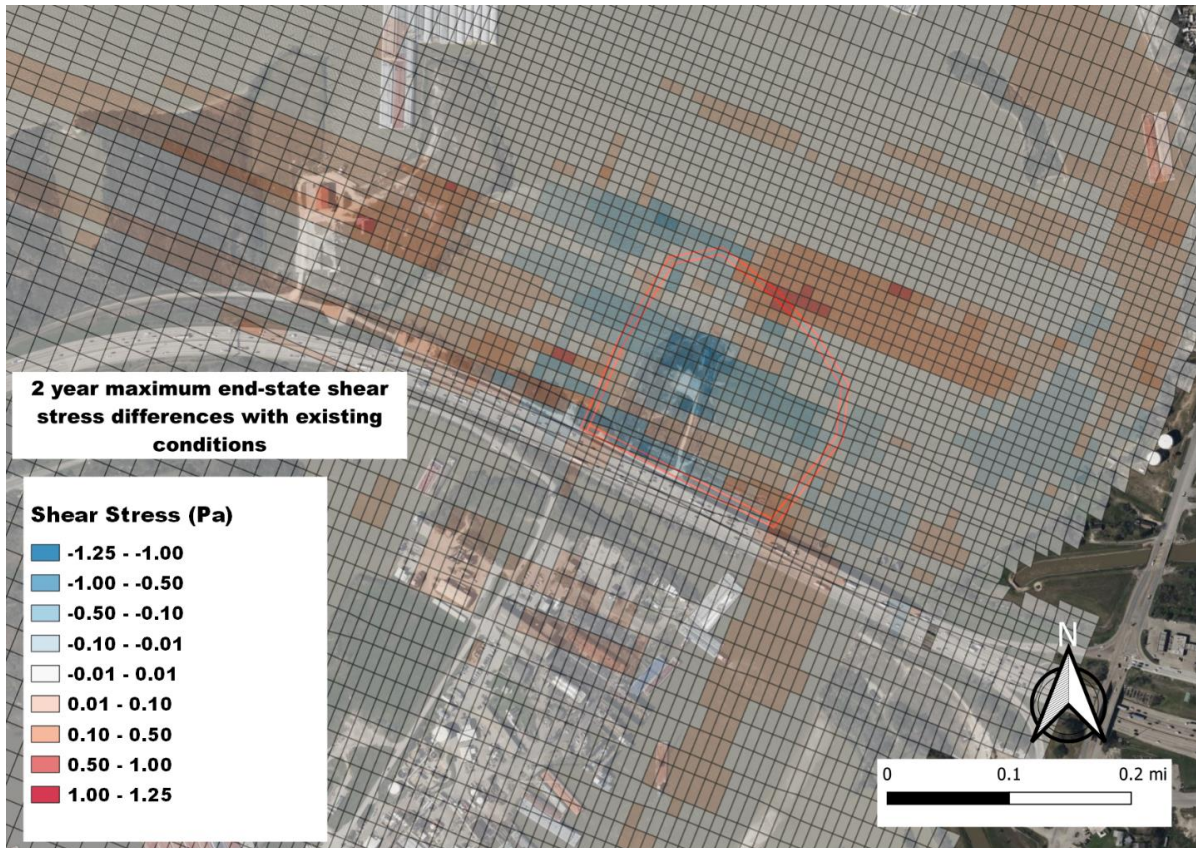 2 year maximum end-state shear
stress differences with existing
conditions
Shear Stress (Pa)
-1.25 - -1.00
-1.00 - -0.50
-0.50 - -0.10
-0.10 - -0.01
-0.01 - 0.01
0.01 - 0.10
0.10 - 0.50
0.50 - 1.00
1.00 - 1.25
N
0 0.1 0.2 mi